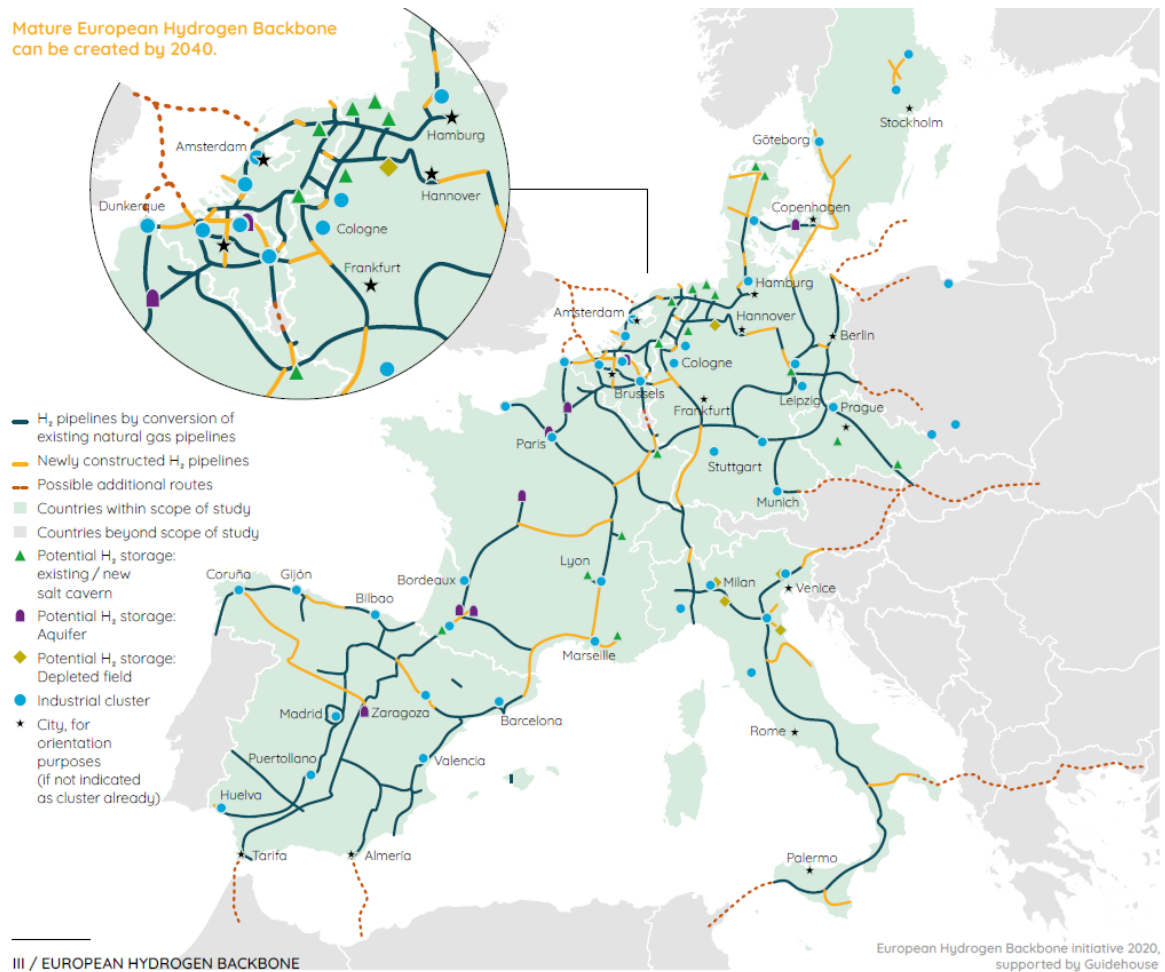 Mature European Hydrogen Backbone
can be created by 2040.
Hamburg
Amsterdam
Hannover
Dunkerque
Cologne
Frankfurt
Stockholm
Göteborg
Copenhagen
Hamburg
Amsterdam
Hannover
Berlin
Cologne
Brussels
Leipzig
Frankfurt
Prague
Paris
Stuttgart
Munich
H₂ pipelines by conversion of
existing natural gas pipelines
Newly constructed H₂ pipelines
Possible additional routes
Countries within scope of study
Countries beyond scope of study
Potential H₂ storage:
existing / new
salt cavern
Potential H₂ storage:
Aquifer
Potential H₂ storage:
Depleted field
Industrial cluster
City, for
orientation
purposes
(if not indicated
as cluster already)
Coruña
Gijón
Bilbao
Bordeaux
Lyon
Milan
Venice
Marseille
Madrid
Zaragoza
Barcelona
Puertollano
Valencia
Rome
Huelva
Tarifa
Almería
Palermo
III / EUROPEAN HYDROGEN BACKBONE
European Hydrogen Backbone initiative 2020,
supported by Guidehouse